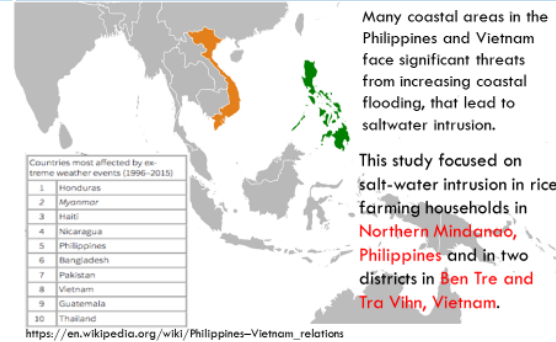 Many coastal areas in the
Philippines and Vietnam
face significant threats
from increasing coastal
flooding, that lead to
saltwater intrusion.
This study focused on
salt-water intrusion in rice
farming households in
Northern Mindanao,
Philippines and in two
districts in Ben Tre and
Tra Vihn, Vietnam.
Countries most affected by ex-
treme weather events (1996–2015)
1 Honduras
2 Myanmar
3 Haiti
4 Nicaragua
5 Philippines
6 Bangladesh
7 Pakistan
8 Vietnam
9 Guatemala
10 Thailand
https://en.wikipedia.org/wiki/Philippines–Vietnam_relations